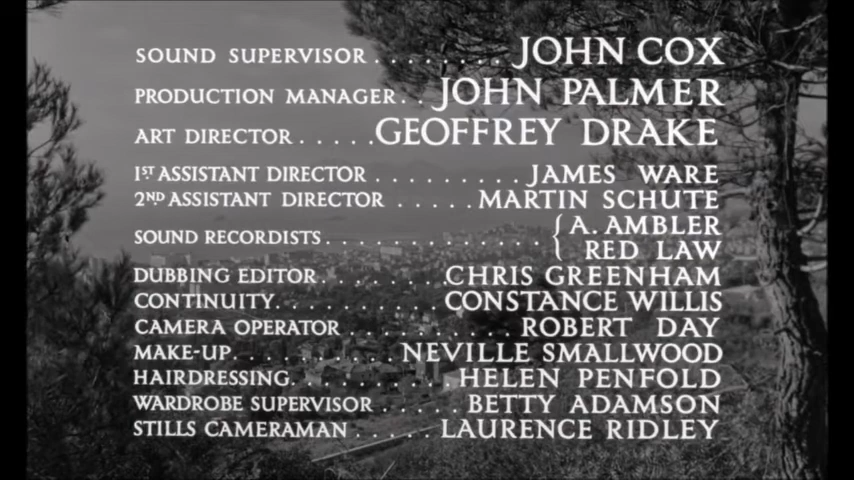 SOUND SUPERVISOR ........ JOHN COX
PRODUCTION MANAGER .. JOHN PALMER
ART DIRECTOR ..... GEOFFREY DRAKE
1ST ASSISTANT DIRECTOR ......... JAMES WARE
2ND ASSISTANT DIRECTOR ..... MARTIN SCHUTE
SOUND RECORDISTS ............. { A. AMBLER
RED LAW
DUBBING EDITOR ........ CHRIS GREENHAM
CONTINUITY .......... CONSTANCE WILLIS
CAMERA OPERATOR .......... ROBERT DAY
MAKE-UP .......... NEVILLE SMALLWOOD
HAIRDRESSING .......... HELEN PENFOLD
WARDROBE SUPERVISOR ..... BETTY ADAMSON
STILLS CAMERAMAN ..... LAURENCE RIDLEY